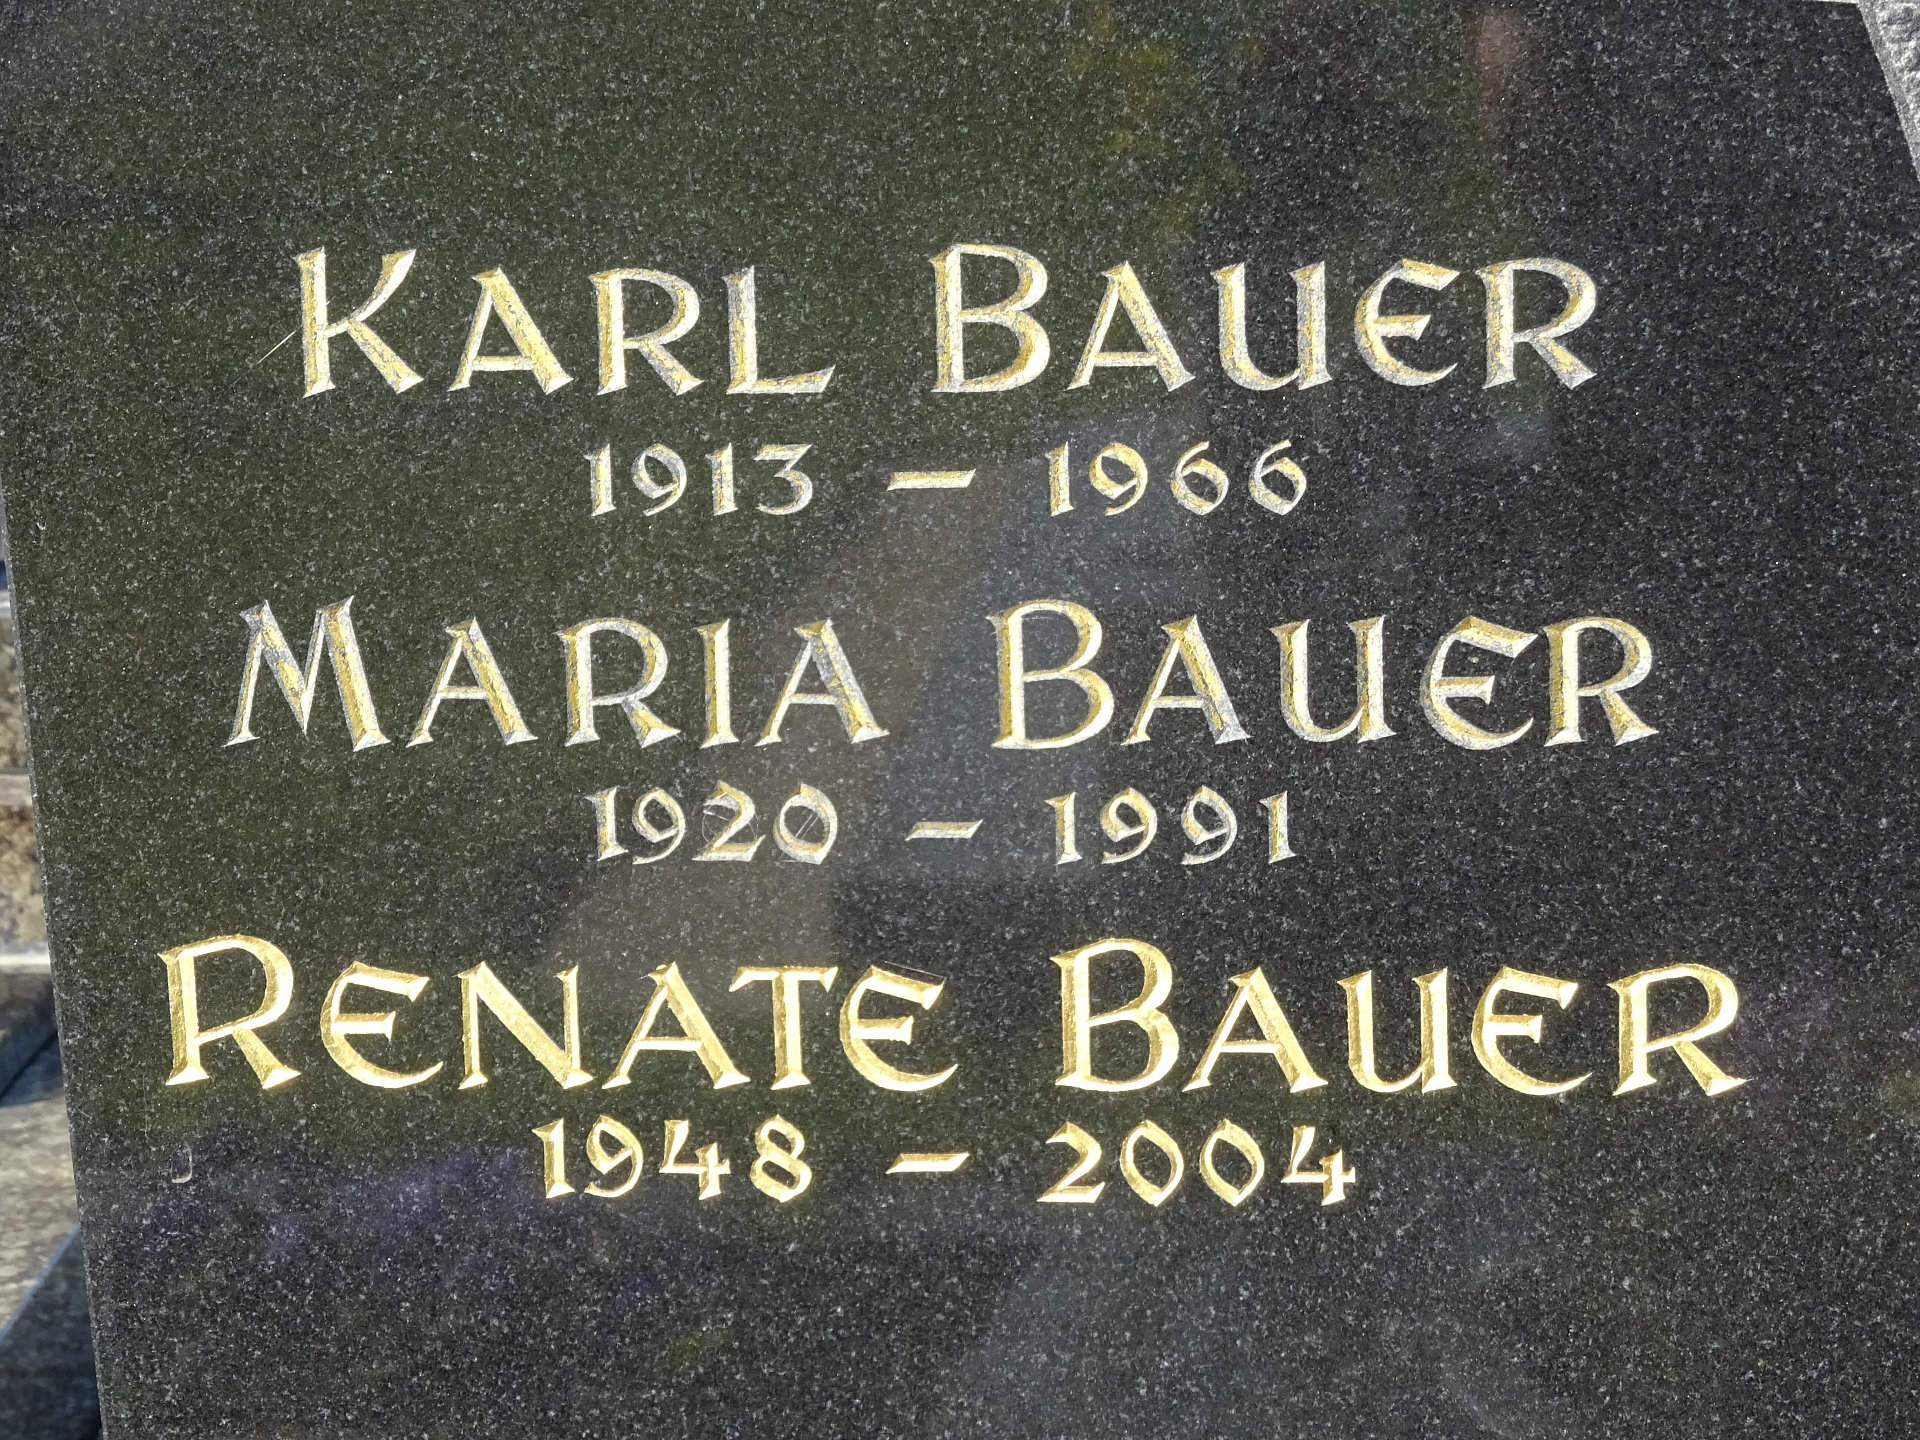 KARL BAUER
1913 – 1966
MARIA BAUER
1920 – 1991
RENATE BAUER
1948 – 2004